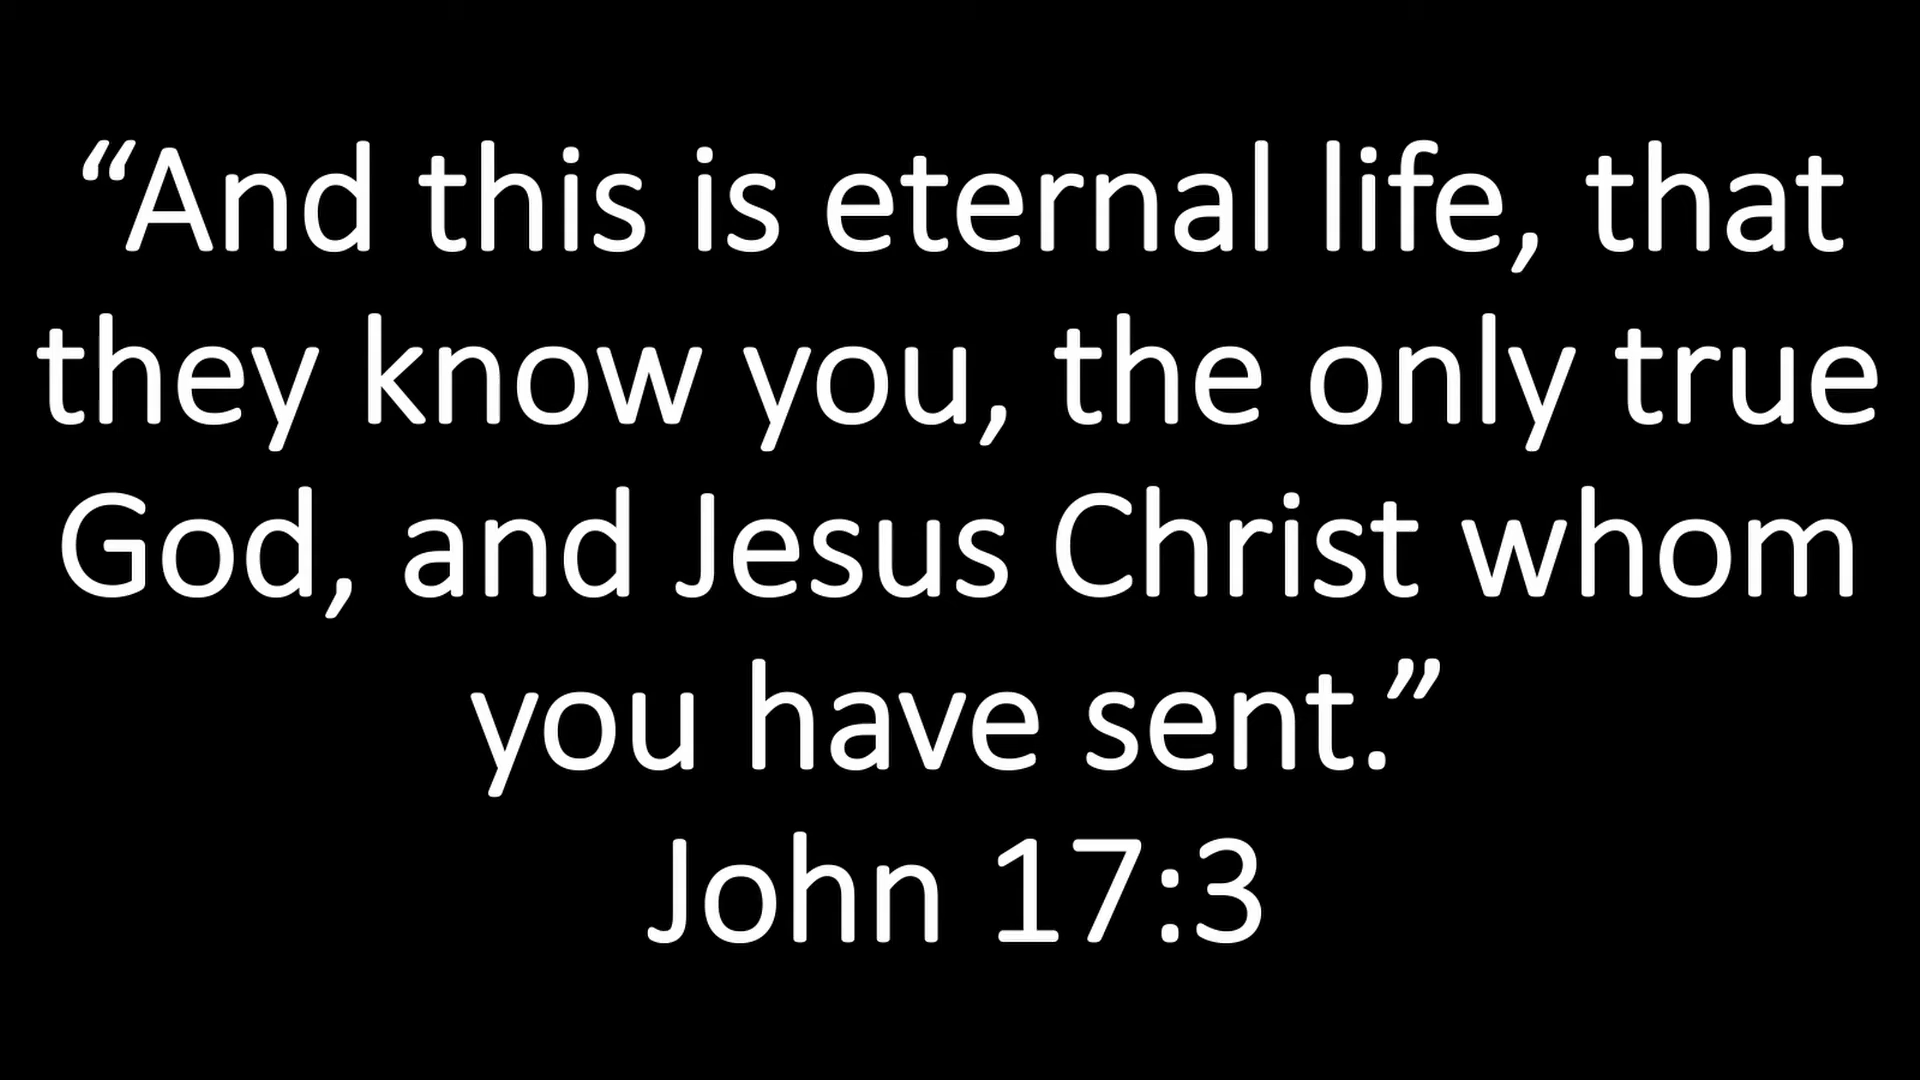 “And this is eternal life, that
they know you, the only true
God, and Jesus Christ whom
you have sent.”
John 17:3